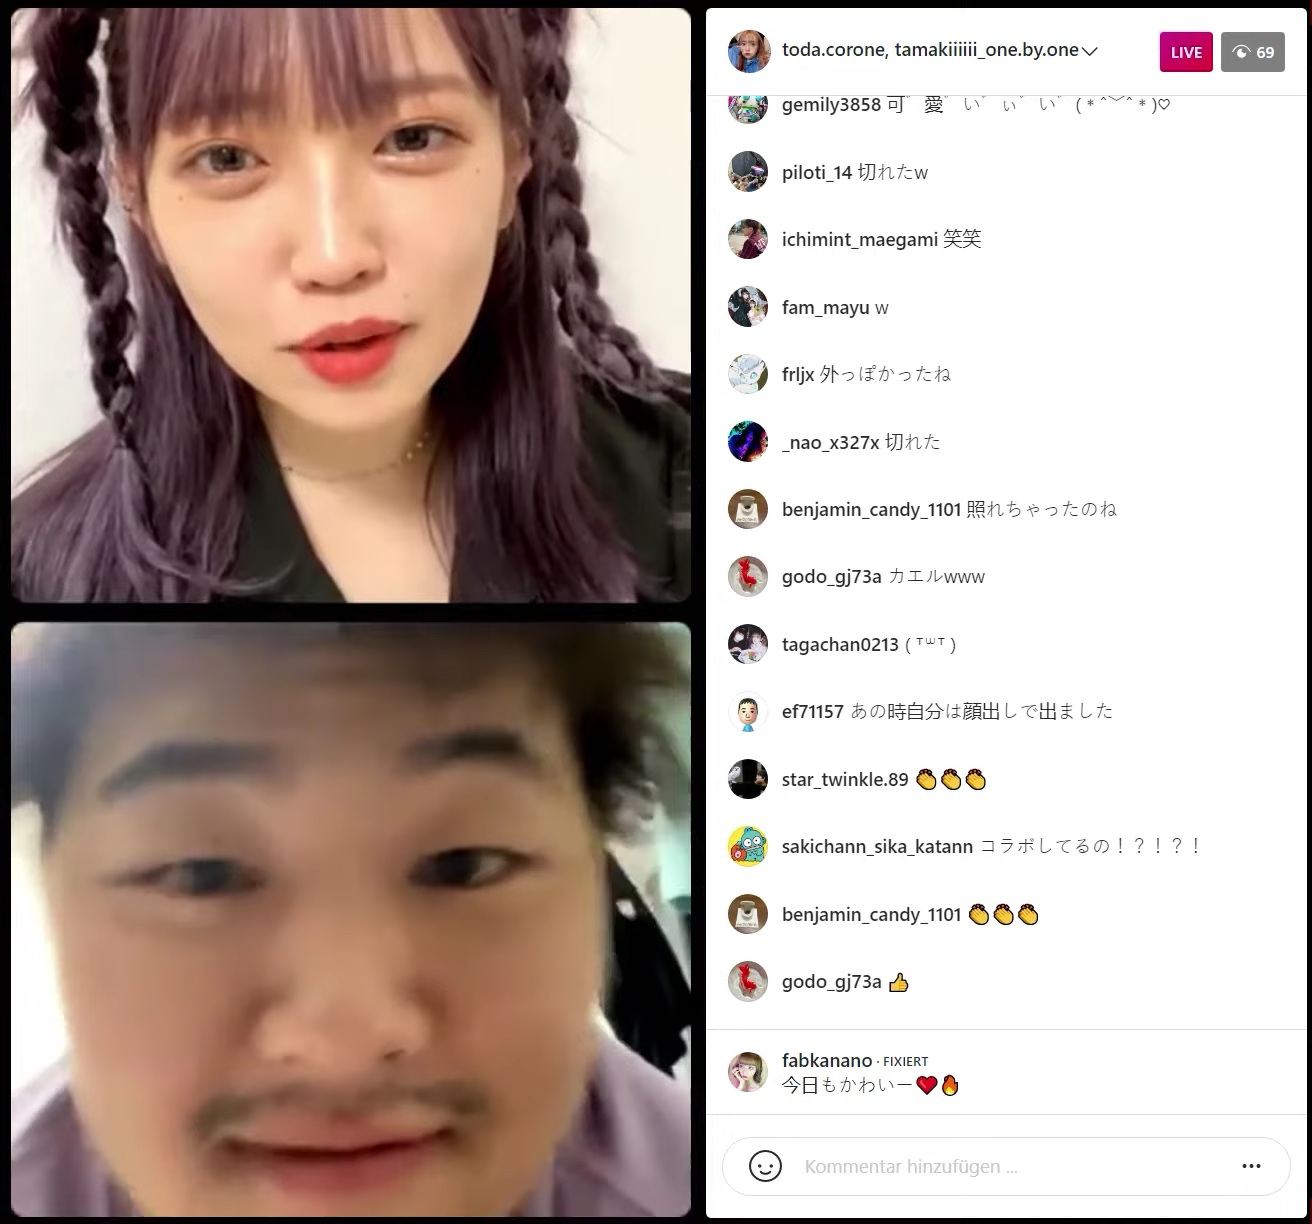 toda.corone, tamakiiiiii_one.by.one
LIVE
69
gemily3858 可゛愛゛い゛ぃ゛い゛(＊ˆ﹀ˆ＊)♡
piloti_14 切れたw
ichimint_maegami 笑笑
fam_mayu w
frljx 外っぽかったね
_nao_x327x 切れた
benjamin_candy_1101 照れちゃったのね
godo_gj73a カエルwww
tagachan0213 ( ᵀᵚᵀ )
ef71157 あの時自分は顔出しで出ました
star_twinkle.89 👏👏👏
sakichann_sika_katann コラボしてるの！？！？！
benjamin_candy_1101 👏👏👏
godo_gj73a 👍
fabkanano · FIXIERT
今日もかわいー❤️🔥
Kommentar hinzufügen ...